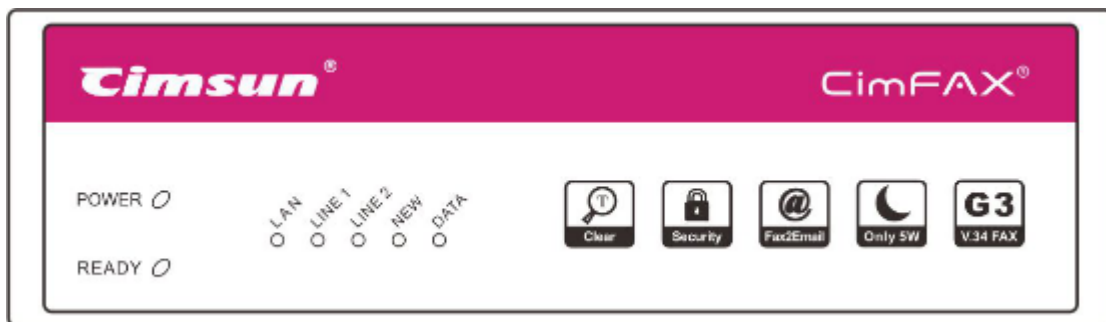 Cimsun®
CimFAX®
POWER
LAN
LINE 1
LINE 2
NEW
DATA
READY
T
Clear
Security
@
Fax2Email
Only 5W
G3
V.34 FAX